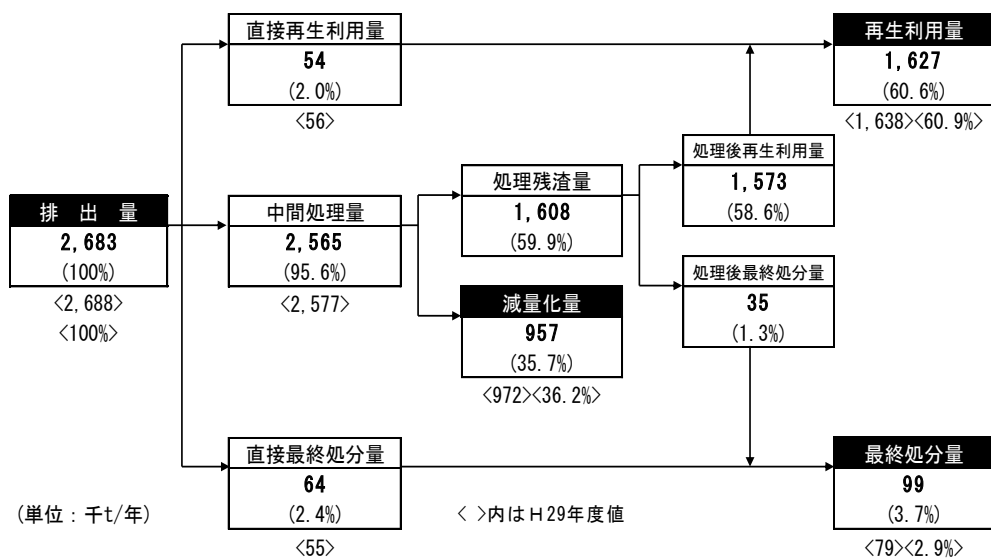 直接再生利用量
54
(2.0%)
<56>
再生利用量
1,627
(60.6%)
<1,638><60.9%>
処理後再生利用量
1,573
(58.6%)
処理残渣量
1,608
(59.9%)
排 出 量
2,683
(100%)
<2,688>
<100%>
中間処理量
2,565
(95.6%)
<2,577>
処理後最終処分量
35
(1.3%)
減量化量
957
(35.7%)
<972><36.2%>
直接最終処分量
64
(2.4%)
<55>
最終処分量
99
(3.7%)
<79><2.9%>
(単位：千t/年)
< >内はH29年度値